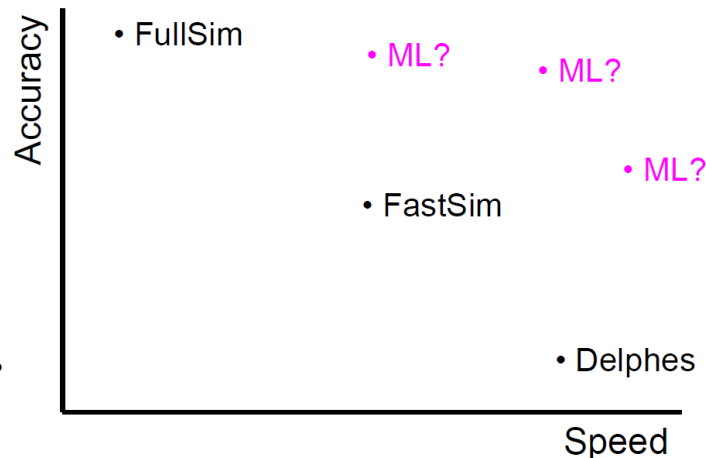 • FullSim
• ML?
• ML?
• ML?
• FastSim
• Delphes
Accuracy
Speed